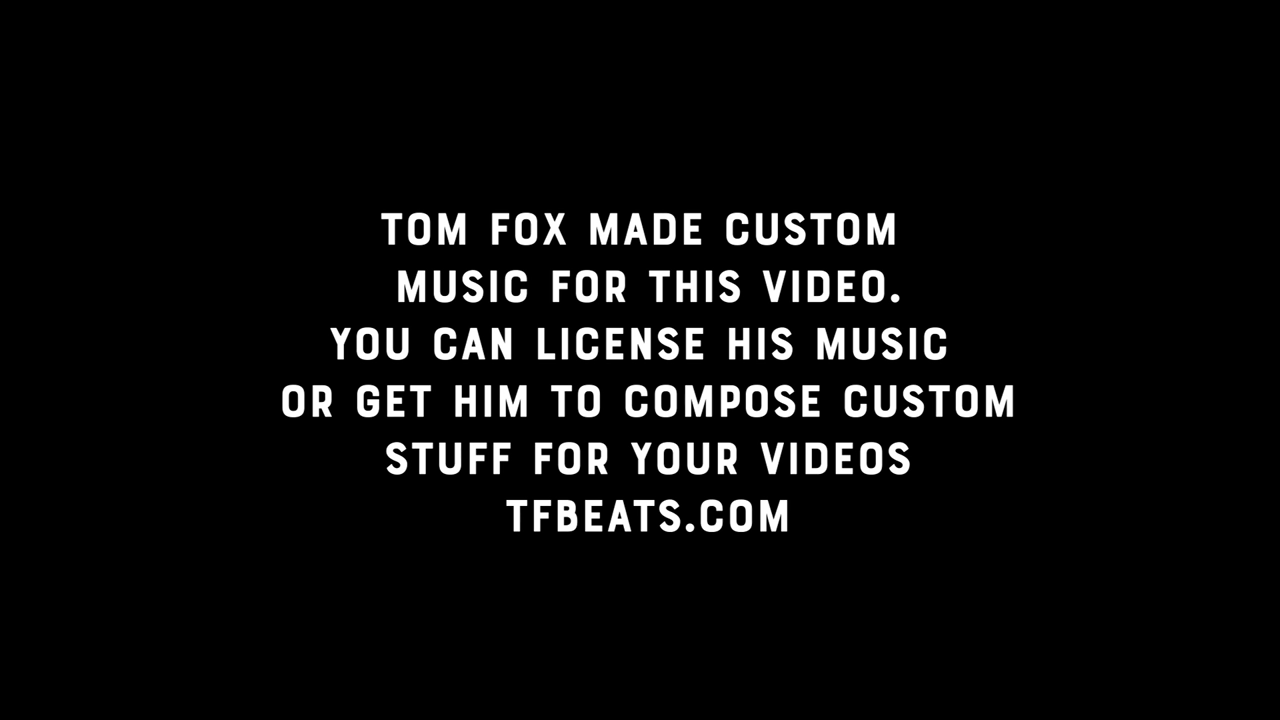 TOM FOX MADE CUSTOM
MUSIC FOR THIS VIDEO.
YOU CAN LICENSE HIS MUSIC
OR GET HIM TO COMPOSE CUSTOM
STUFF FOR YOUR VIDEOS
TFBEATS.COM